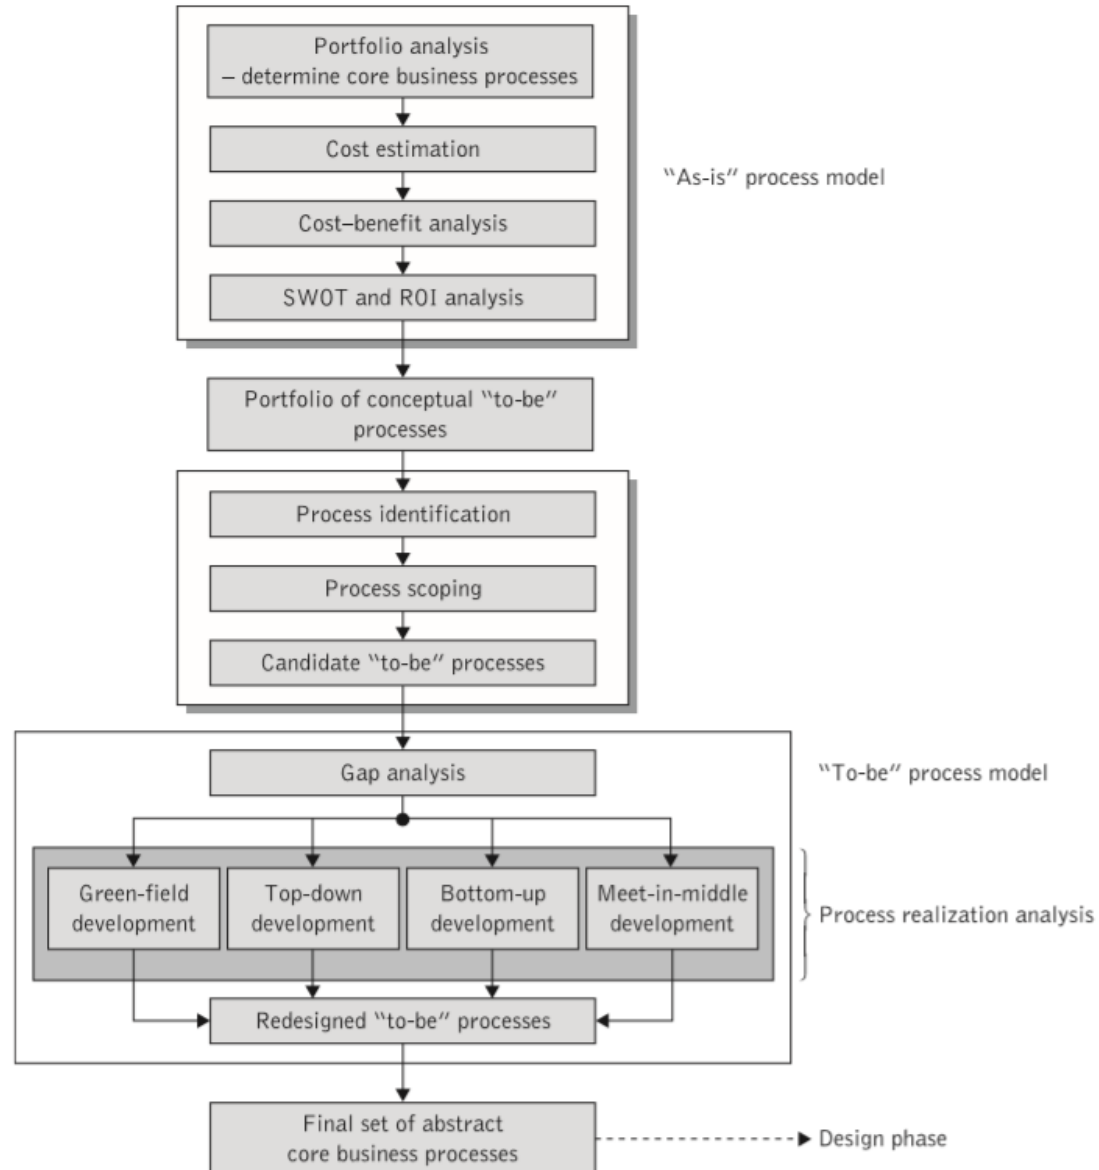 Portfolio analysis
– determine core business processes
Cost estimation
"As-is" process model
Cost–benefit analysis
SWOT and ROI analysis
Portfolio of conceptual "to-be"
processes
Process identification
Process scoping
Candidate "to-be" processes
Gap analysis
"To-be" process model
Green-field
development
Top-down
development
Bottom-up
development
Meet-in-middle
development
Process realization analysis
Redesigned "to-be" processes
Final set of abstract
core business processes
Design phase